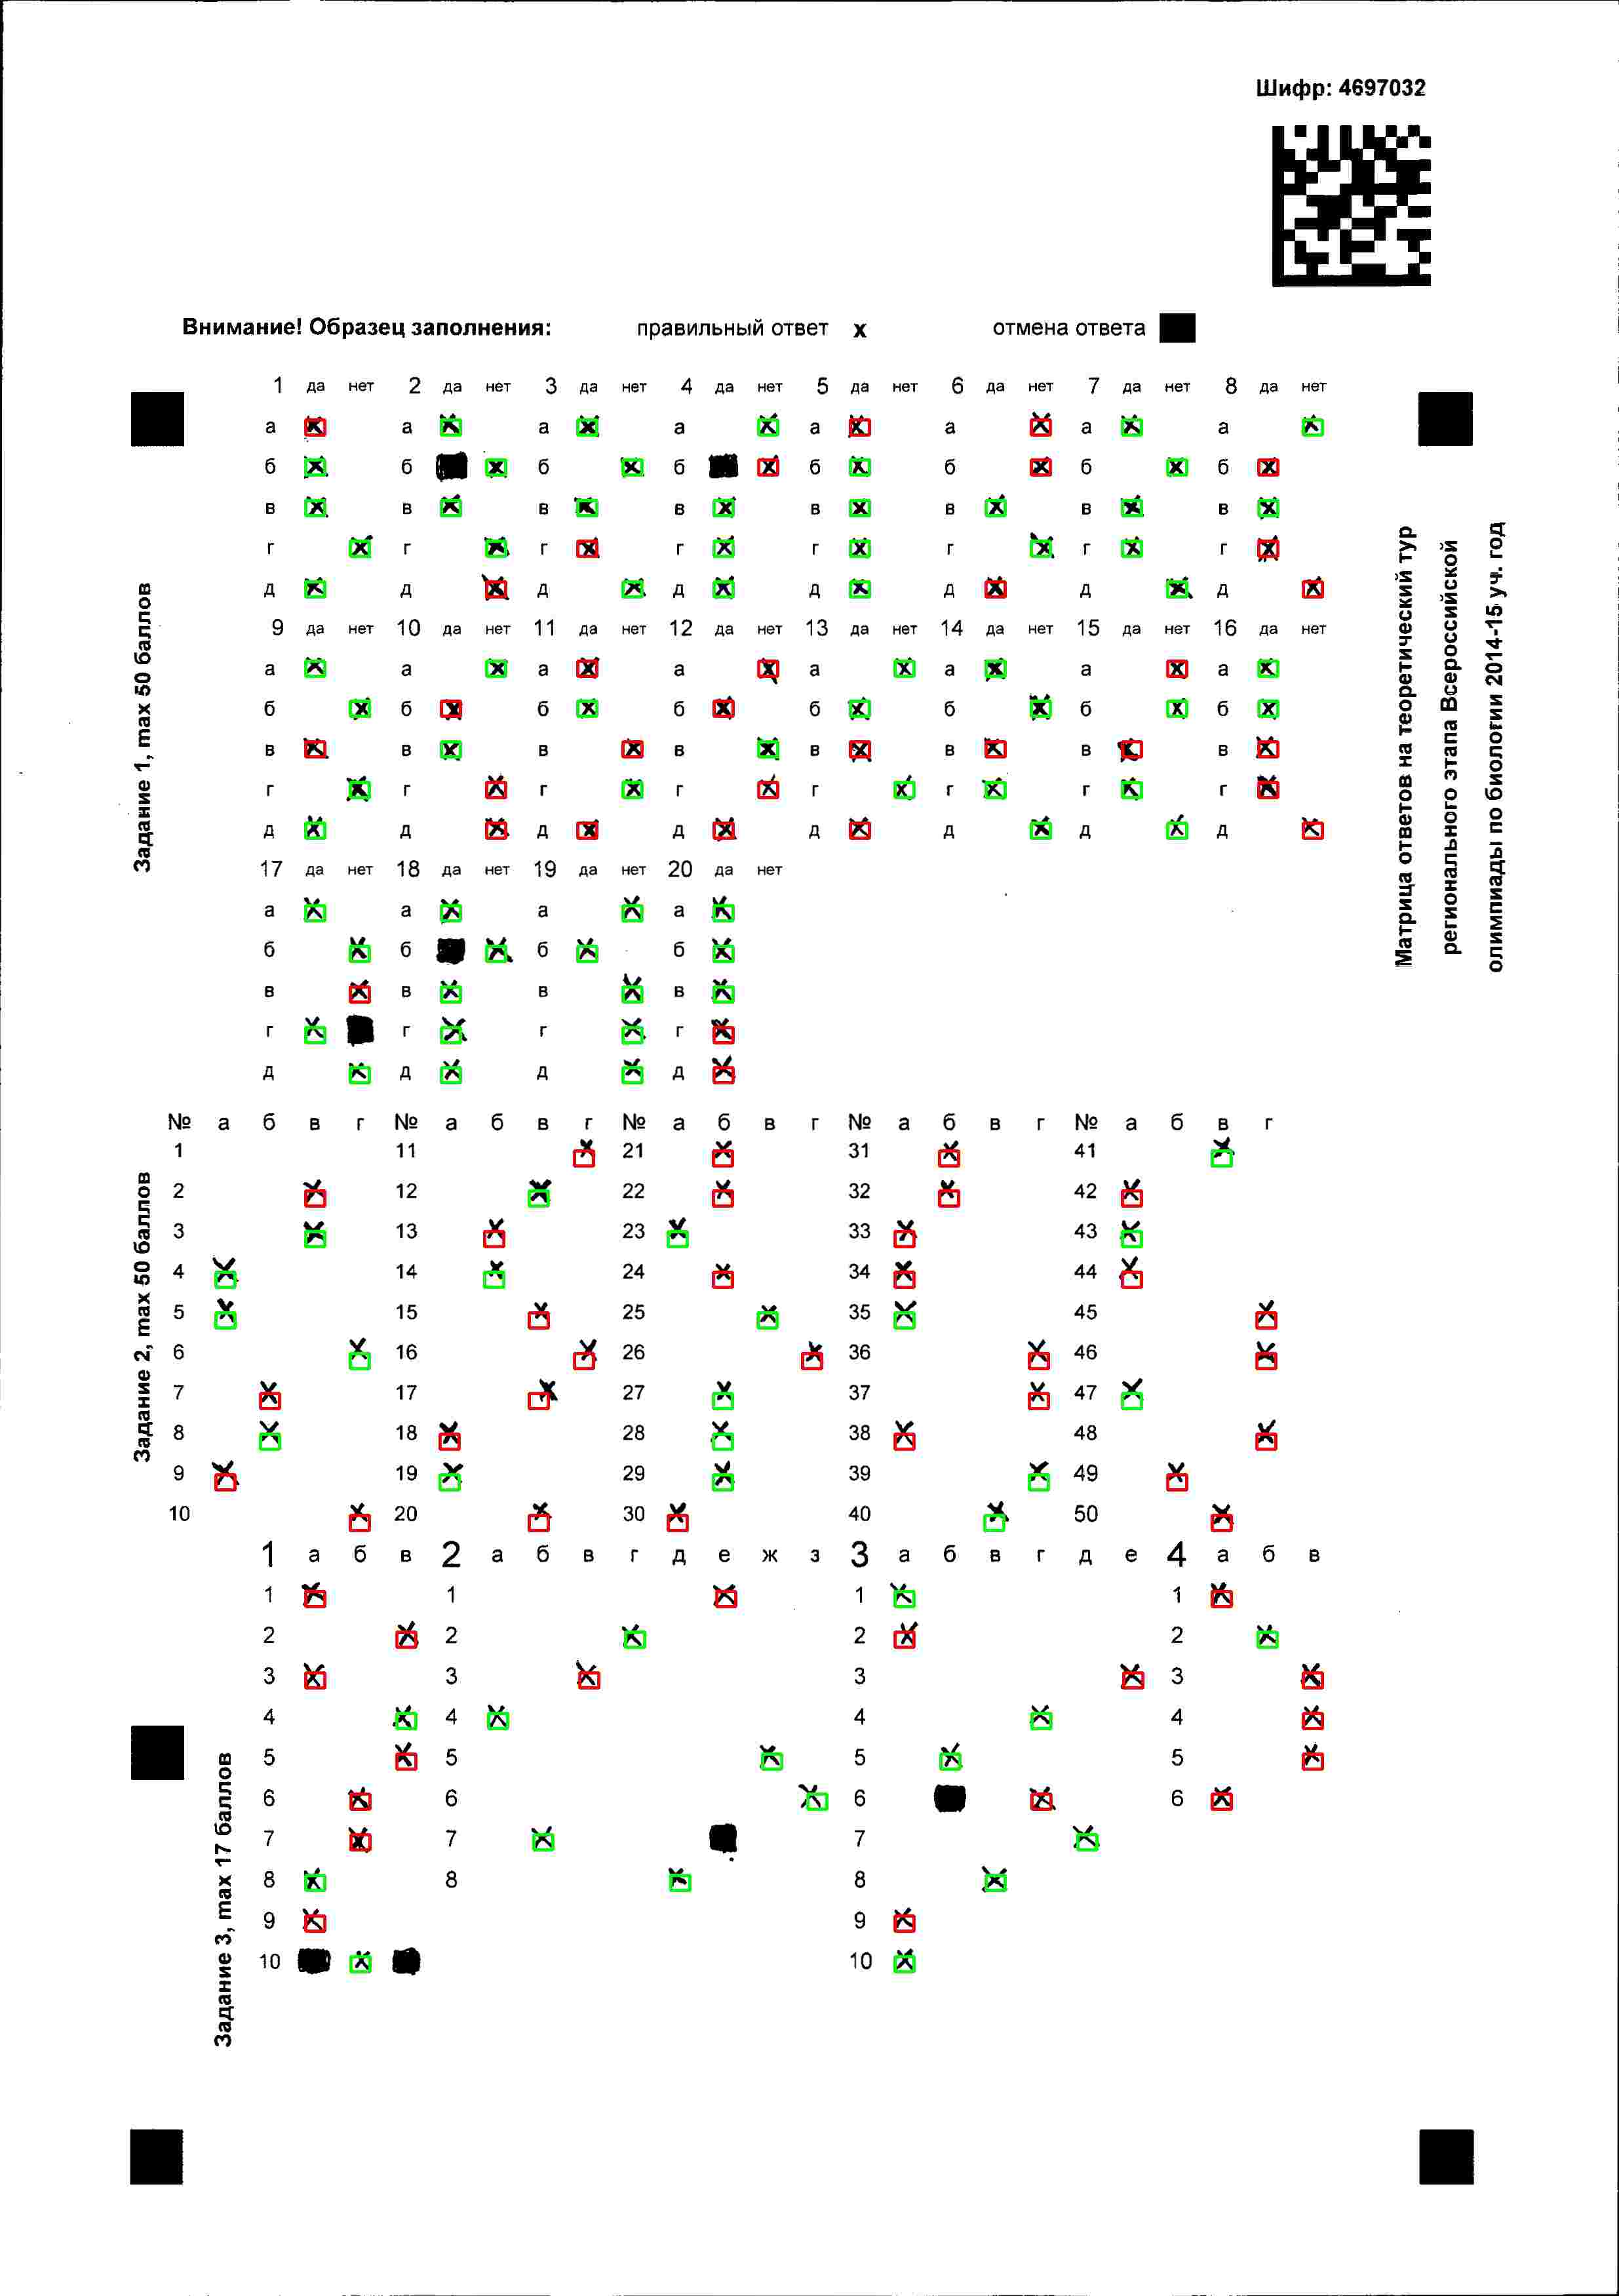 Шифр: 4697032
Внимание! Образец заполнения: правильный ответ x отмена ответа
1 да нет 2 да нет 3 да нет 4 да нет 5 да нет 6 да нет 7 да нет 8 да нет
а а а а а а а а
б б б б б б б б
в в в в в в в в
г г г г г г г г
д д д д д д д д
9 да нет 10 да нет 11 да нет 12 да нет 13 да нет 14 да нет 15 да нет 16 да нет
а а а а а а а а
б б б б б б б б
в в в в в в в в
г г г г г г г г
д д д д д д д д
17 да нет 18 да нет 19 да нет 20 да нет
а а а а
б б б б
в в в в
г г г г
д д д д
Задание 1, max 50 баллов
Матрица ответов на теоретический тур
регионального этапа Всероссийской
олимпиады по биологии 2014-15 уч. год
№ а б в г № а б в г № а б в г № а б в г № а б в г
1 11 21 31 41
2 12 22 32 42
3 13 23 33 43
4 14 24 34 44
5 15 25 35 45
6 16 26 36 46
7 17 27 37 47
8 18 28 38 48
9 19 29 39 49
10 20 30 40 50
Задание 2, max 50 баллов
1 а б в 2 а б в г д е ж з 3 а б в г д е 4 а б в
1 1 1 1
2 2 2 2
3 3 3 3
4 4 4 4
5 5 5 5
6 6 6 6
7 7 7
8 8 8
9 9
10 10
Задание 3, max 17 баллов